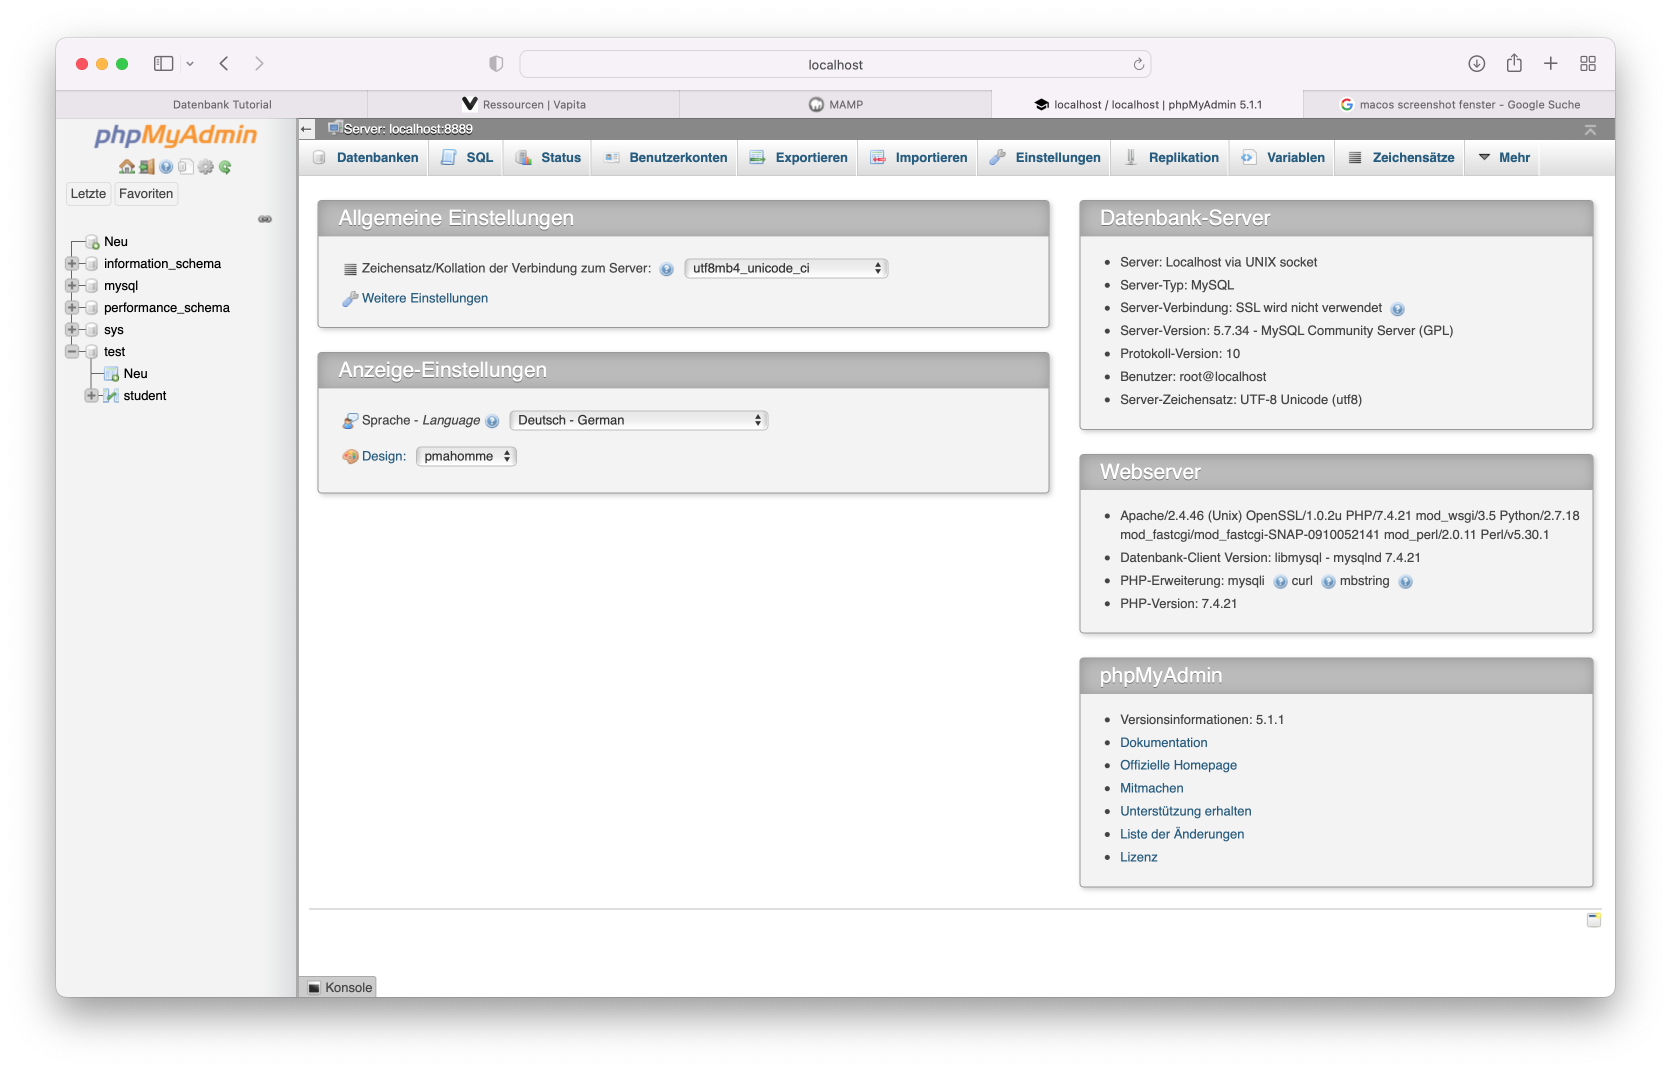 localhost
Datenbank Tutorial
Ressourcen | Vapita
MAMP
localhost / localhost | phpMyAdmin 5.1.1
macos screenshot fenster - Google Suche
phpMyAdmin
Letzte Favoriten
Neu
information_schema
mysql
performance_schema
sys
test
Neu
student
Server: localhost:8889
Datenbanken SQL Status Benutzerkonten Exportieren Importieren Einstellungen Replikation Variablen Zeichensätze Mehr
Allgemeine Einstellungen
Zeichensatz/Kollation der Verbindung zum Server: utf8mb4_unicode_ci
Weitere Einstellungen
Anzeige-Einstellungen
Sprache - Language Deutsch - German
Design: pmahomme
Datenbank-Server
Server: Localhost via UNIX socket
Server-Typ: MySQL
Server-Verbindung: SSL wird nicht verwendet
Server-Version: 5.7.34 - MySQL Community Server (GPL)
Protokoll-Version: 10
Benutzer: root@localhost
Server-Zeichensatz: UTF-8 Unicode (utf8)
Webserver
Apache/2.4.46 (Unix) OpenSSL/1.0.2u PHP/7.4.21 mod_wsgi/3.5 Python/2.7.18
mod_fastcgi/mod_fastcgi-SNAP-0910052141 mod_perl/2.0.11 Perl/v5.30.1
Datenbank-Client Version: libmysql - mysqlnd 7.4.21
PHP-Erweiterung: mysqli curl mbstring
PHP-Version: 7.4.21
phpMyAdmin
Versionsinformationen: 5.1.1
Dokumentation
Offizielle Homepage
Mitmachen
Unterstützung erhalten
Liste der Änderungen
Lizenz
Konsole